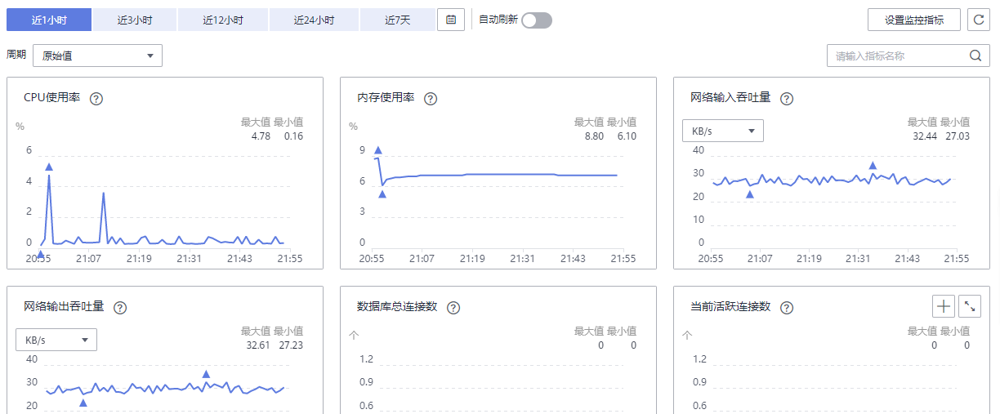 近1小时 近3小时 近12小时 近24小时 近7天 自动刷新 设置监控指标
周期 原始值 请输入指标名称
CPU使用率 ?
% 最大值 最小值
4.78 0.16
6
4
2
0
20:55 21:07 21:19 21:31 21:43 21:55
内存使用率 ?
% 最大值 最小值
8.80 6.10
9
6
3
0
20:55 21:07 21:19 21:31 21:43 21:55
网络输入吞吐量 ?
KB/s 最大值 最小值
32.44 27.03
40
30
20
10
0
20:55 21:07 21:19 21:31 21:43 21:55
网络输出吞吐量 ?
KB/s 最大值 最小值
32.61 27.23
40
30
20
数据库总连接数 ?
个 最大值 最小值
0 0
1.2
0.9
0.6
当前活跃连接数 ?
个 最大值 最小值
0 0
1.2
0.9
0.6